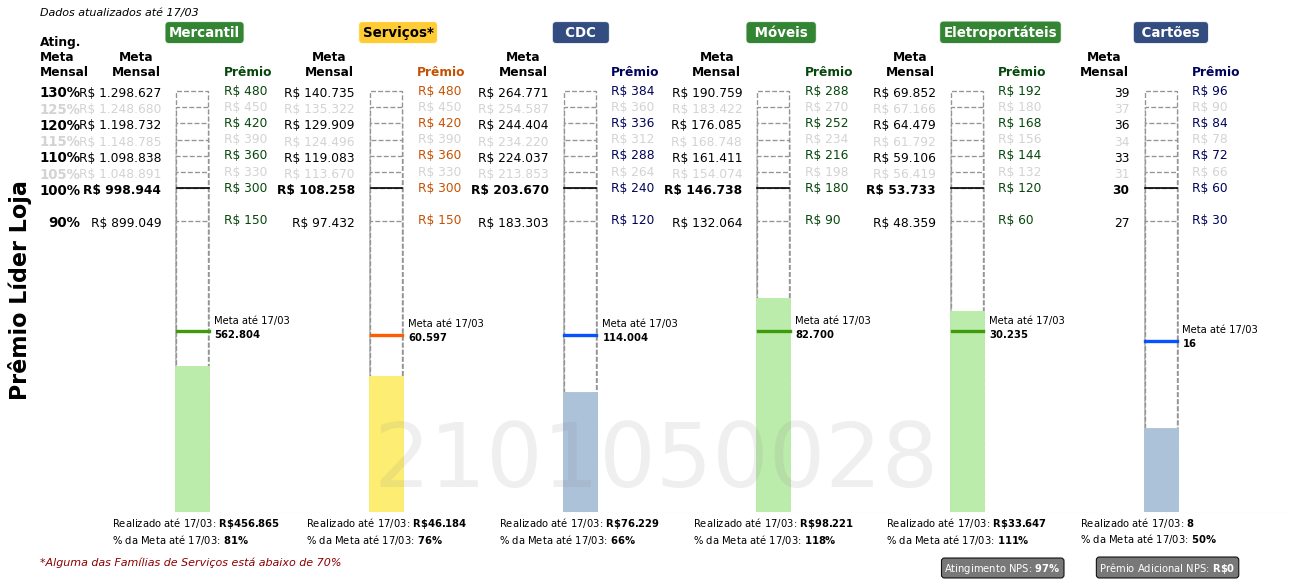 Dados atualizados até 17/03
Mercantil Serviços* CDC Móveis Eletroportáteis Cartões
Ating. Meta Mensal Meta Mensal Prêmio Meta Mensal Prêmio Meta Mensal Prêmio Meta Mensal Prêmio Meta Mensal Prêmio Meta Mensal Prêmio
130% R$ 1.298.627 R$ 480 R$ 140.735 R$ 480 R$ 264.771 R$ 384 R$ 190.759 R$ 288 R$ 69.852 R$ 192 39 R$ 96
125% R$ 1.248.680 R$ 450 R$ 135.322 R$ 450 R$ 254.587 R$ 360 R$ 183.422 R$ 270 R$ 67.166 R$ 180 37 R$ 90
120% R$ 1.198.732 R$ 420 R$ 129.909 R$ 420 R$ 244.404 R$ 336 R$ 176.085 R$ 252 R$ 64.479 R$ 168 36 R$ 84
115% R$ 1.148.785 R$ 390 R$ 124.496 R$ 390 R$ 234.220 R$ 312 R$ 168.748 R$ 234 R$ 61.792 R$ 156 34 R$ 78
110% R$ 1.098.838 R$ 360 R$ 119.083 R$ 360 R$ 224.037 R$ 288 R$ 161.411 R$ 216 R$ 59.106 R$ 144 33 R$ 72
105% R$ 1.048.891 R$ 330 R$ 113.670 R$ 330 R$ 213.853 R$ 264 R$ 154.074 R$ 198 R$ 56.419 R$ 132 31 R$ 66
100% R$ 998.944 R$ 300 R$ 108.258 R$ 300 R$ 203.670 R$ 240 R$ 146.738 R$ 180 R$ 53.733 R$ 120 30 R$ 60
90% R$ 899.049 R$ 150 R$ 97.432 R$ 150 R$ 183.303 R$ 120 R$ 132.064 R$ 90 R$ 48.359 R$ 60 27 R$ 30
Prêmio Líder Loja
Meta até 17/03 Meta até 17/03 Meta até 17/03 Meta até 17/03 Meta até 17/03 Meta até 17/03
562.804 60.597 114.004 82.700 30.235 16
2101050028
Realizado até 17/03: R$456.865 Realizado até 17/03: R$46.184 Realizado até 17/03: R$76.229 Realizado até 17/03: R$98.221 Realizado até 17/03: R$33.647 Realizado até 17/03: 8
% da Meta até 17/03: 81% % da Meta até 17/03: 76% % da Meta até 17/03: 66% % da Meta até 17/03: 118% % da Meta até 17/03: 111% % da Meta até 17/03: 50%
*Alguma das Famílias de Serviços está abaixo de 70%
Atingimento NPS: 97% Prêmio Adicional NPS: R$0